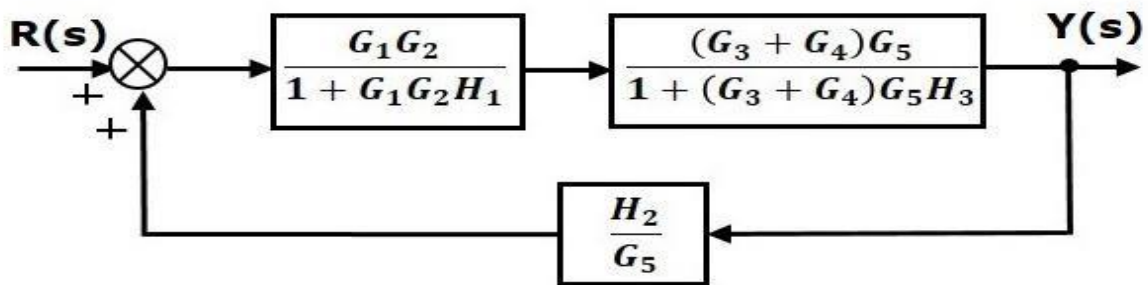 R(s)
+
+
G₁G₂
1 + G₁G₂H₁
(G₃ + G₄)G₅
1 + (G₃ + G₄)G₅H₃
Y(s)
H₂
G₅